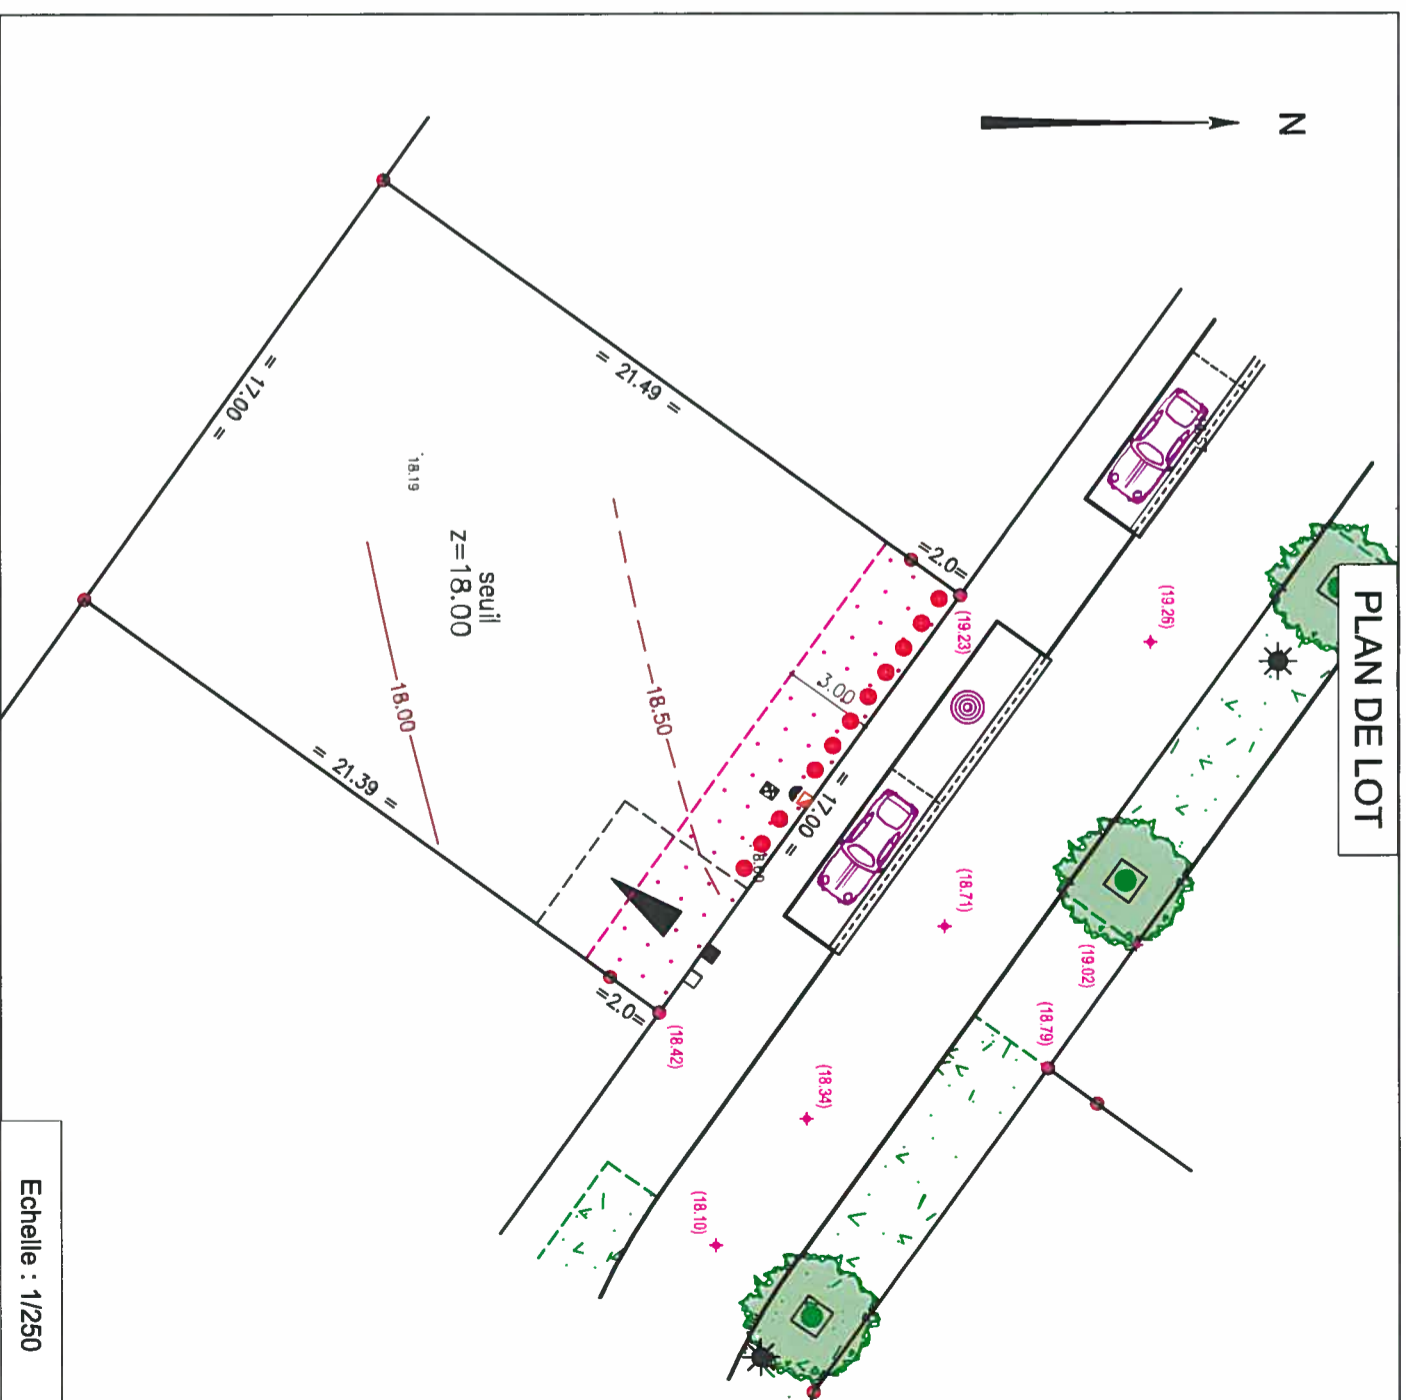 PLAN DE LOT
N
= 21.49 =
= 17.00 =
18.19
seuil
z=18.00
18.00
18.50
= 21.39 =
=2.0=
(19.23)
3.00
= 17.00 =
=2.0=
(18.42)
(19.26)
(18.71)
(19.02)
(18.79)
(18.34)
(18.10)
Echelle : 1/250